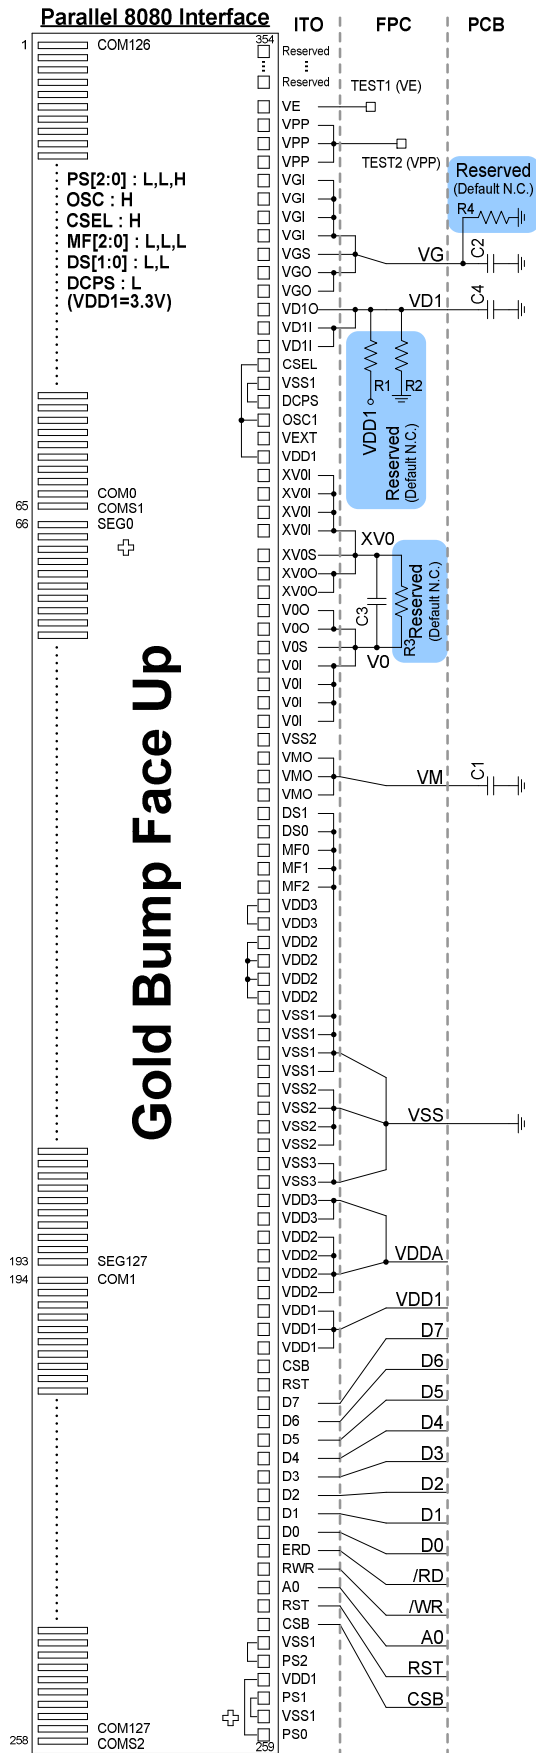 Parallel 8080 Interface
ITO
FPC
PCB
1
COM126
354
Reserved
Reserved
TEST1 (VE)
VE
VPP
VPP
TEST2 (VPP)
VPP
Reserved
(Default N.C.)
PS[2:0] : L,L,H
OSC : H
CSEL : H
MF[2:0] : L,L,L
DS[1:0] : L,L
DCPS : L
(VDD1=3.3V)
VGI
VGI
VGI
VGI
R4
VGS
VG
C2
VGO
VGO
VD1O
VD1
C4
VD1I
VD1I
R1
R2
VDD1
Reserved
(Default N.C.)
CSEL
VSS1
DCPS
OSC1
VEXT
VDD1
XV0I
COM0
XV0I
65
COMS1
XV0I
66
SEG0
XV0I
XV0
XV0S
XV0O
XV0O
C3
R3
Reserved
(Default N.C.)
V0O
V0O
V0S
V0
V0I
V0I
V0I
V0I
Gold Bump Face Up
VSS2
VMO
VMO
VM
C1
VMO
DS1
DS0
MF0
MF1
MF2
VDD3
VDD3
VDD2
VDD2
VDD2
VDD2
VSS1
VSS1
VSS1
VSS1
VSS2
VSS2
VSS
VSS2
VSS2
VSS3
VSS3
VDD3
VDD3
VDD2
VDD2
VDDA
193
SEG127
VDD2
194
COM1
VDD2
VDD1
VDD1
VDD1
VDD1
CSB
RST
D7
D7
D6
D6
D5
D5
D4
D4
D3
D3
D2
D2
D1
D1
D0
D0
ERD
/RD
RWR
/WR
A0
A0
RST
RST
CSB
CSB
VSS1
PS2
VDD1
PS1
VSS1
COM127
PS0
258
COMS2
259